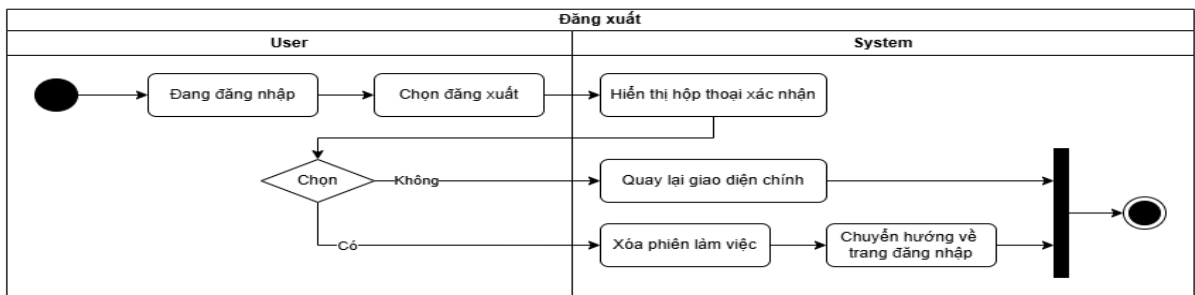 Đăng xuất
User
System
Đang đăng nhập
Chọn đăng xuất
Hiển thị hộp thoại xác nhận
Chọn
Không
Quay lại giao diện chính
Có
Xóa phiên làm việc
Chuyển hướng về
trang đăng nhập